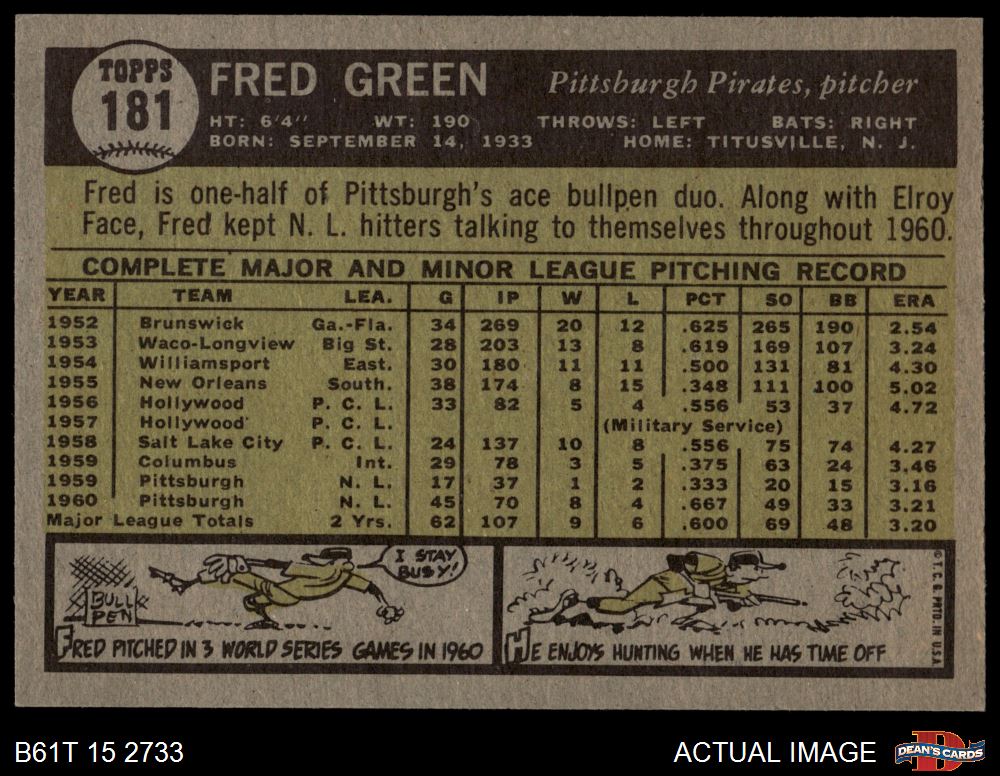 TOPPS
181
FRED GREEN Pittsburgh Pirates, pitcher
HT: 6'4" WT: 190 THROWS: LEFT BATS: RIGHT
BORN: SEPTEMBER 14, 1933 HOME: TITUSVILLE, N. J.
Fred is one-half of Pittsburgh's ace bullpen duo. Along with Elroy
Face, Fred kept N. L. hitters talking to themselves throughout 1960.
COMPLETE MAJOR AND MINOR LEAGUE PITCHING RECORD
YEAR TEAM LEA. G IP W L PCT SO BB ERA
1952 Brunswick Ga.-Fla. 34 269 20 12 .625 265 190 2.54
1953 Waco-Longview Big St. 28 203 13 8 .619 169 107 3.24
1954 Williamsport East. 30 180 11 11 .500 131 81 4.30
1955 New Orleans South. 38 174 8 15 .348 111 100 5.02
1956 Hollywood P. C. L. 33 82 5 4 .556 53 37 4.72
1957 Hollywood P. C. L. (Military Service)
1958 Salt Lake City P. C. L. 24 137 10 8 .556 75 74 4.27
1959 Columbus Int. 29 78 3 5 .375 63 24 3.46
1959 Pittsburgh N. L. 17 37 1 2 .333 20 15 3.16
1960 Pittsburgh N. L. 45 70 8 4 .667 49 33 3.21
Major League Totals 2 Yrs. 62 107 9 6 .600 69 48 3.20
I STAY
BUSY!
BULL
PEN
FRED PITCHED IN 3 WORLD SERIES GAMES IN 1960
HE ENJOYS HUNTING WHEN HE HAS TIME OFF
© T. C. G. PRTD. IN U.S.A.
B61T 15 2733 ACTUAL IMAGE DEAN'S CARDS